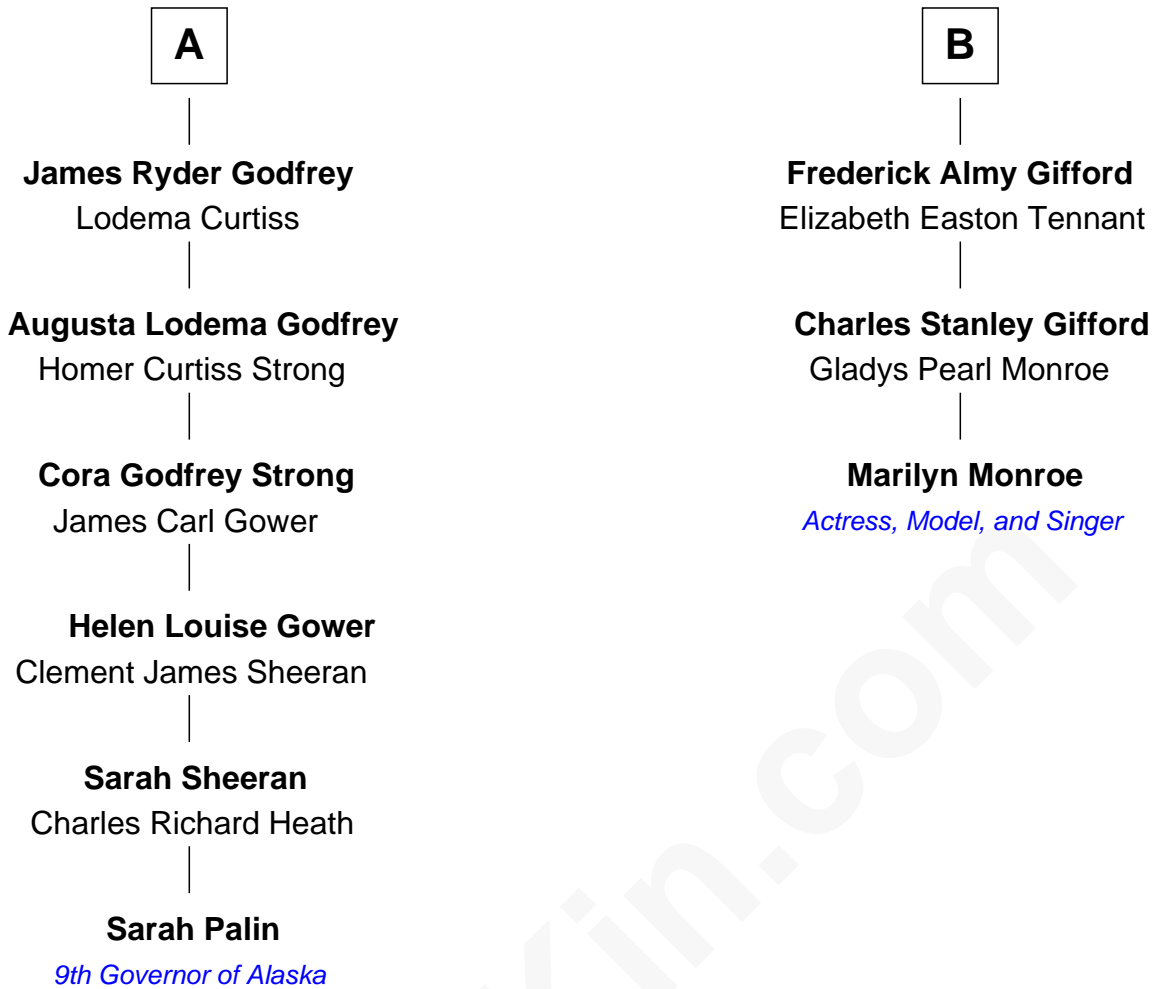 A
James Ryder Godfrey
Lodema Curtiss
Augusta Lodema Godfrey
Homer Curtiss Strong
Cora Godfrey Strong
James Carl Gower
Helen Louise Gower
Clement James Sheeran
Sarah Sheeran
Charles Richard Heath
Sarah Palin
9th Governor of Alaska
B
Frederick Almy Gifford
Elizabeth Easton Tennant
Charles Stanley Gifford
Gladys Pearl Monroe
Marilyn Monroe
Actress, Model, and Singer